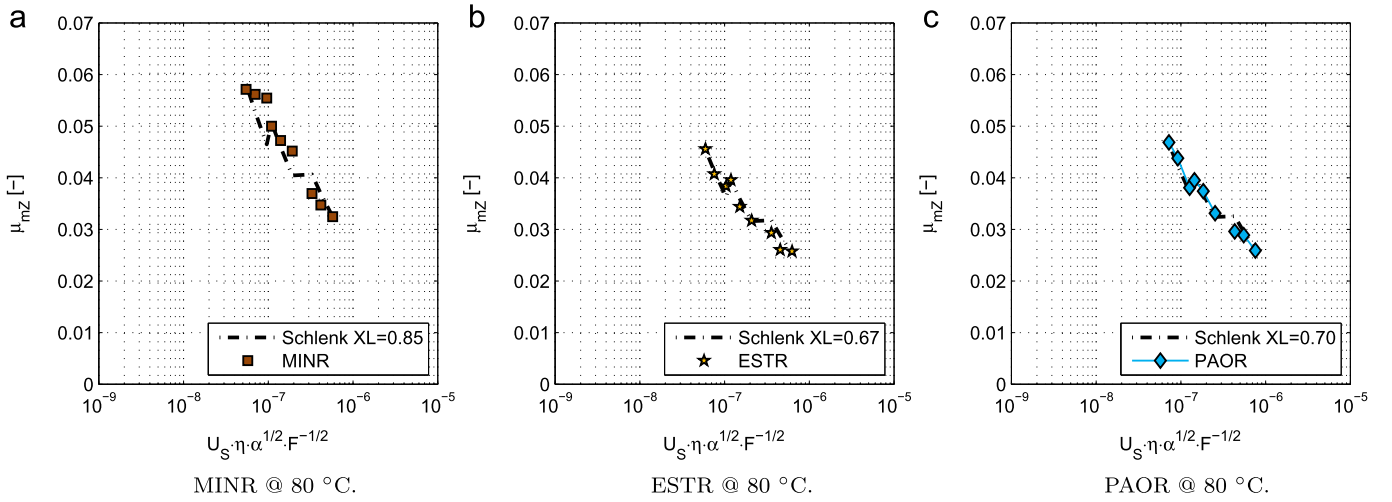 a
0.07
0.06
0.05
0.04
0.03
0.02
0.01
0
μmZ [-]
Schlenk XL=0.85
MINR
10⁻⁹ 10⁻⁸ 10⁻⁷ 10⁻⁶ 10⁻⁵
US·η·α^1/2·F^−1/2
MINR @ 80 °C.
b
0.07
0.06
0.05
0.04
0.03
0.02
0.01
0
μmZ [-]
Schlenk XL=0.67
ESTR
10⁻⁹ 10⁻⁸ 10⁻⁷ 10⁻⁶ 10⁻⁵
US·η·α^1/2·F^−1/2
ESTR @ 80 °C.
c
0.07
0.06
0.05
0.04
0.03
0.02
0.01
0
μmZ [-]
Schlenk XL=0.70
PAOR
10⁻⁹ 10⁻⁸ 10⁻⁷ 10⁻⁶ 10⁻⁵
US·η·α^1/2·F^−1/2
PAOR @ 80 °C.